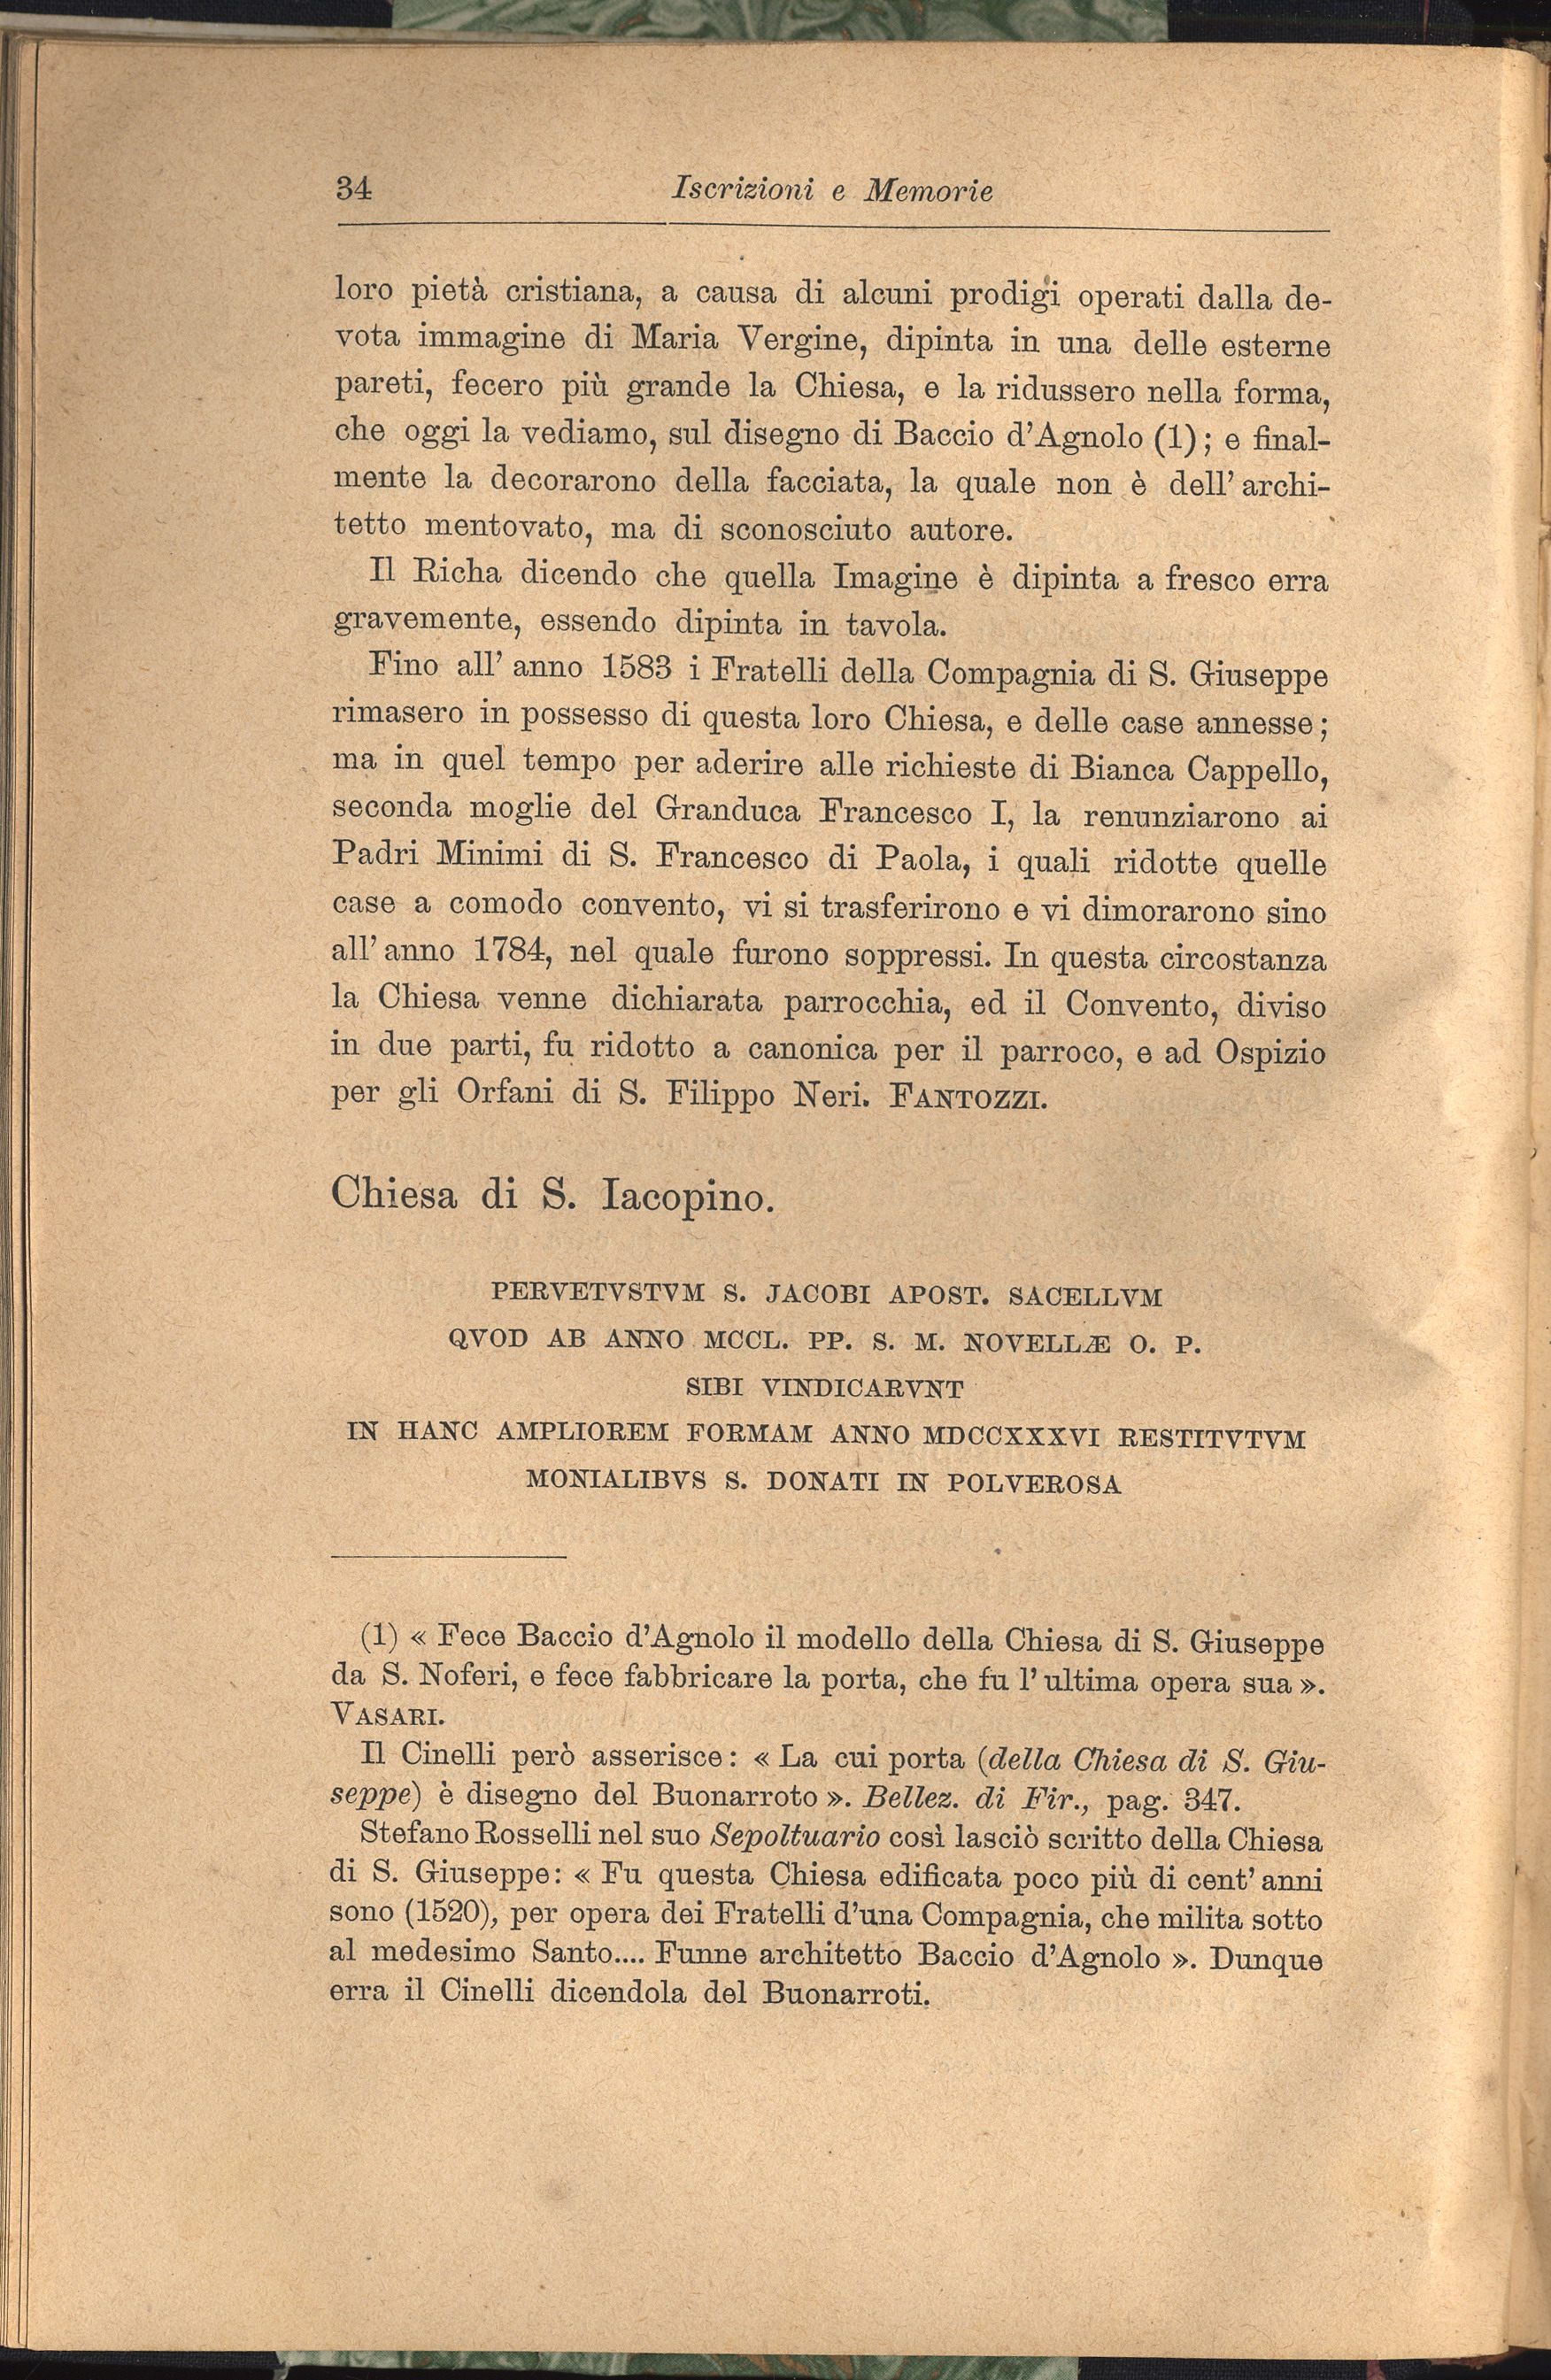 34 Iscrizioni e Memorie
loro pietà cristiana, a causa di alcuni prodigi operati dalla de-
vota immagine di Maria Vergine, dipinta in una delle esterne
pareti, fecero più grande la Chiesa, e la ridussero nella forma,
che oggi la vediamo, sul disegno di Baccio d'Agnolo (1); e final-
mente la decorarono della facciata, la quale non è dell'archi-
tetto mentovato, ma di sconosciuto autore.
Il Richa dicendo che quella Imagine è dipinta a fresco erra
gravemente, essendo dipinta in tavola.
Fino all'anno 1583 i Fratelli della Compagnia di S. Giuseppe
rimasero in possesso di questa loro Chiesa, e delle case annesse;
ma in quel tempo per aderire alle richieste di Bianca Cappello,
seconda moglie del Granduca Francesco I, la renunziarono ai
Padri Minimi di S. Francesco di Paola, i quali ridotte quelle
case a comodo convento, vi si trasferirono e vi dimorarono sino
all'anno 1784, nel quale furono soppressi. In questa circostanza
la Chiesa venne dichiarata parrocchia, ed il Convento, diviso
in due parti, fu ridotto a canonica per il parroco, e ad Ospizio
per gli Orfani di S. Filippo Neri. FANTOZZI.
Chiesa di S. Iacopino.
PERVETVSTVM S. JACOBI APOST. SACELLVM
QVOD AB ANNO MCCL. PP. S. M. NOVELLÆ O. P.
SIBI VINDICARVNT
IN HANC AMPLIOREM FORMAM ANNO MDCCXXXVI RESTITVTVM
MONIALIBVS S. DONATI IN POLVEROSA
(1) « Fece Baccio d'Agnolo il modello della Chiesa di S. Giuseppe
da S. Noferi, e fece fabbricare la porta, che fu l'ultima opera sua ».
VASARI.
Il Cinelli però asserisce: « La cui porta (della Chiesa di S. Giu-
seppe) è disegno del Buonarroto ». Bellez. di Fir., pag. 347.
Stefano Rosselli nel suo Sepoltuario così lasciò scritto della Chiesa
di S. Giuseppe: « Fu questa Chiesa edificata poco più di cent'anni
sono (1520), per opera dei Fratelli d'una Compagnia, che milita sotto
al medesimo Santo.... Funne architetto Baccio d'Agnolo ». Dunque
erra il Cinelli dicendola del Buonarroti.